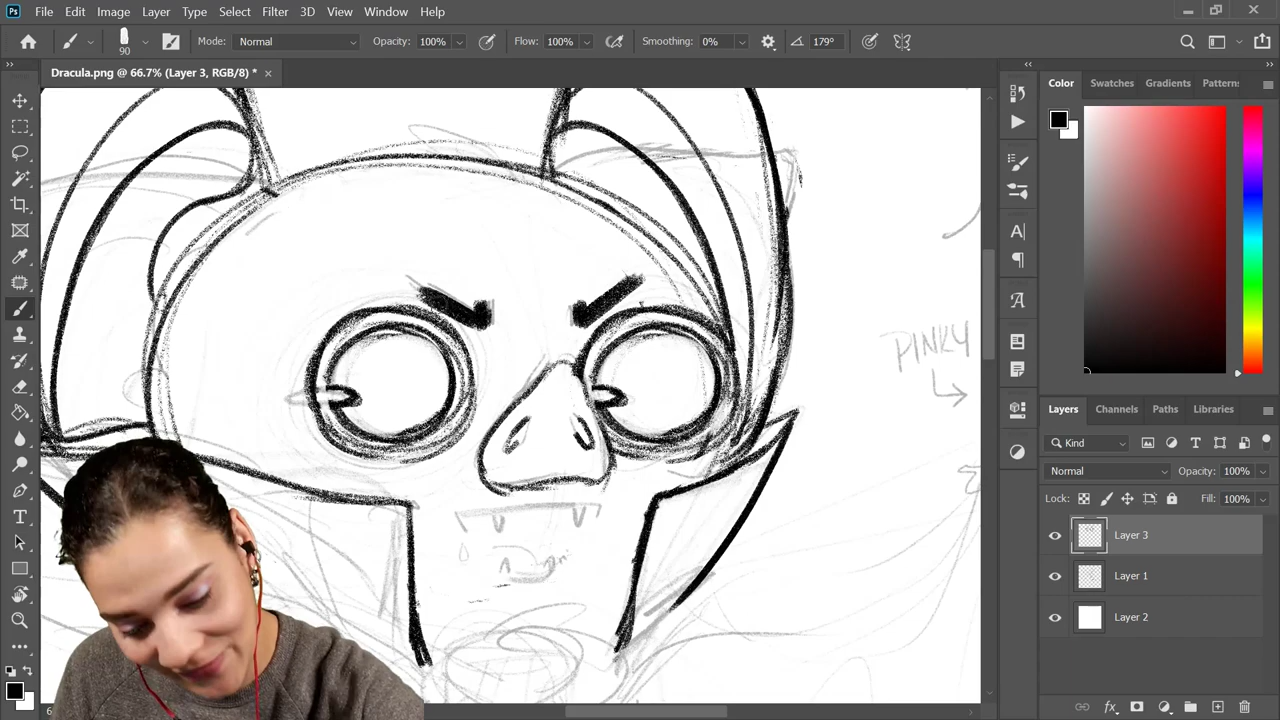 Ps File Edit Image Layer Type Select Filter 3D View Window Help
90 Mode: Normal Opacity: 100% Flow: 100% Smoothing: 0% 179°
Dracula.png @ 66.7% (Layer 3, RGB/8) *
Color Swatches Gradients Pattern
PINKY
Layers Channels Paths Libraries
Kind
Normal Opacity: 100%
Lock: Fill: 100%
Layer 3
Layer 1
Layer 2
6